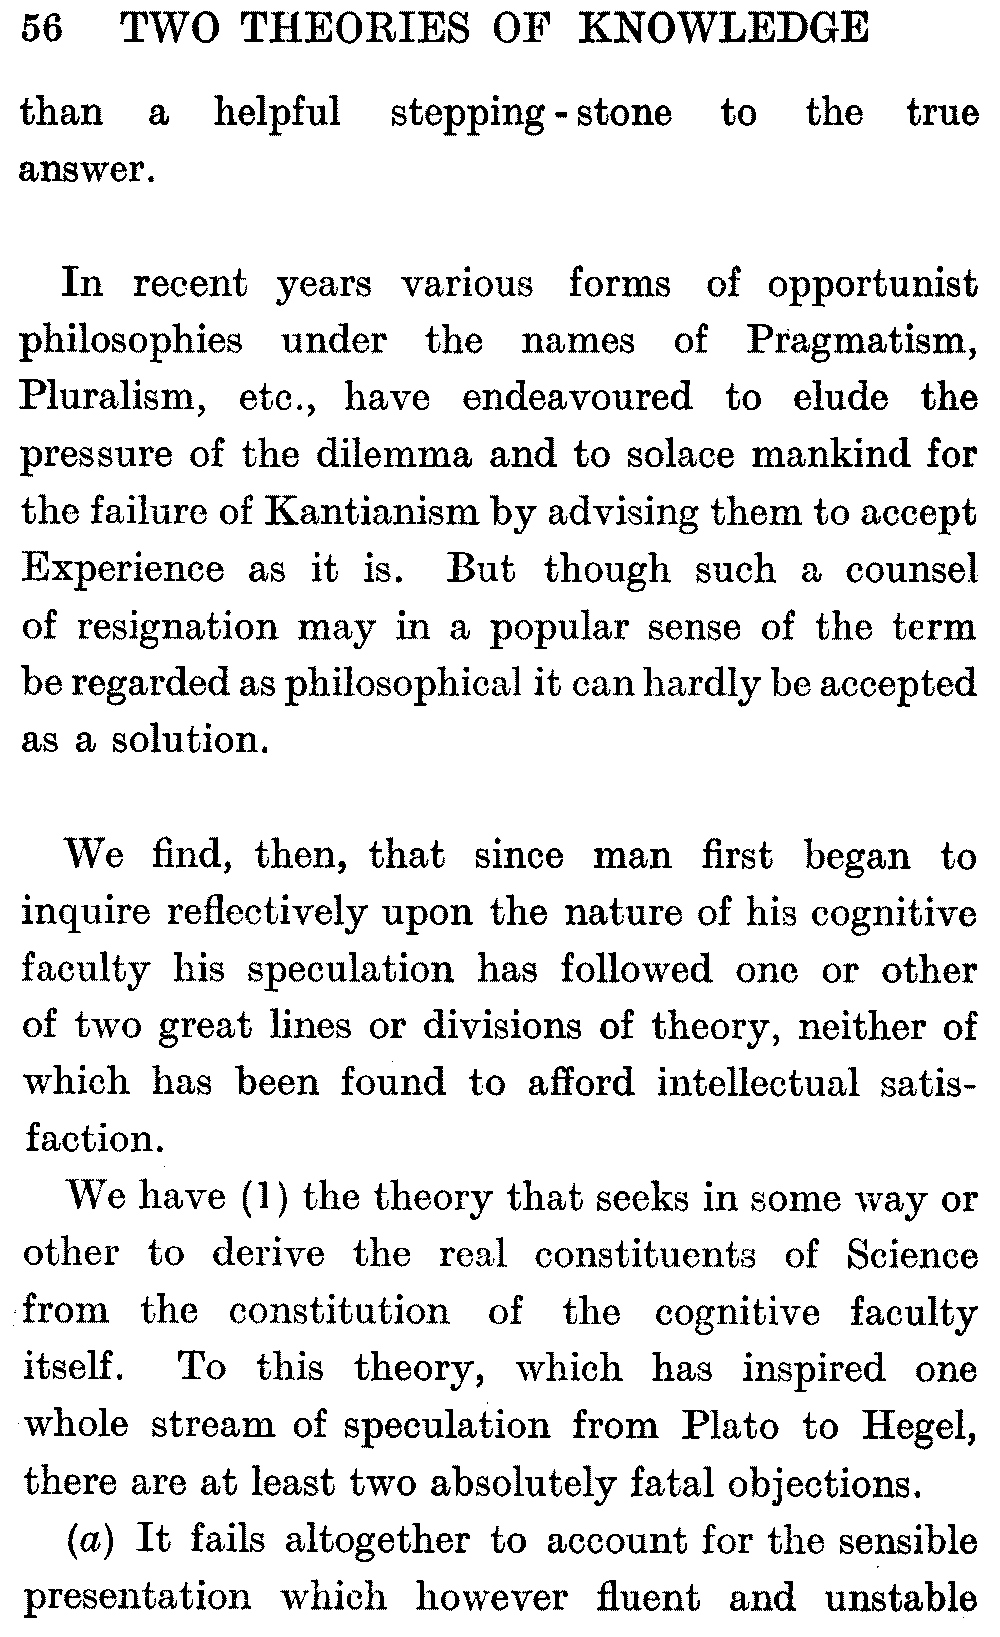 56 TWO THEORIES OF KNOWLEDGE
than a helpful stepping-stone to the true
answer.
In recent years various forms of opportunist
philosophies under the names of Pragmatism,
Pluralism, etc., have endeavoured to elude the
pressure of the dilemma and to solace mankind for
the failure of Kantianism by advising them to accept
Experience as it is. But though such a counsel
of resignation may in a popular sense of the term
be regarded as philosophical it can hardly be accepted
as a solution.
We find, then, that since man first began to
inquire reflectively upon the nature of his cognitive
faculty his speculation has followed one or other
of two great lines or divisions of theory, neither of
which has been found to afford intellectual satis-
faction.
We have (1) the theory that seeks in some way or
other to derive the real constituents of Science
from the constitution of the cognitive faculty
itself. To this theory, which has inspired one
whole stream of speculation from Plato to Hegel,
there are at least two absolutely fatal objections.
(a) It fails altogether to account for the sensible
presentation which however fluent and unstable